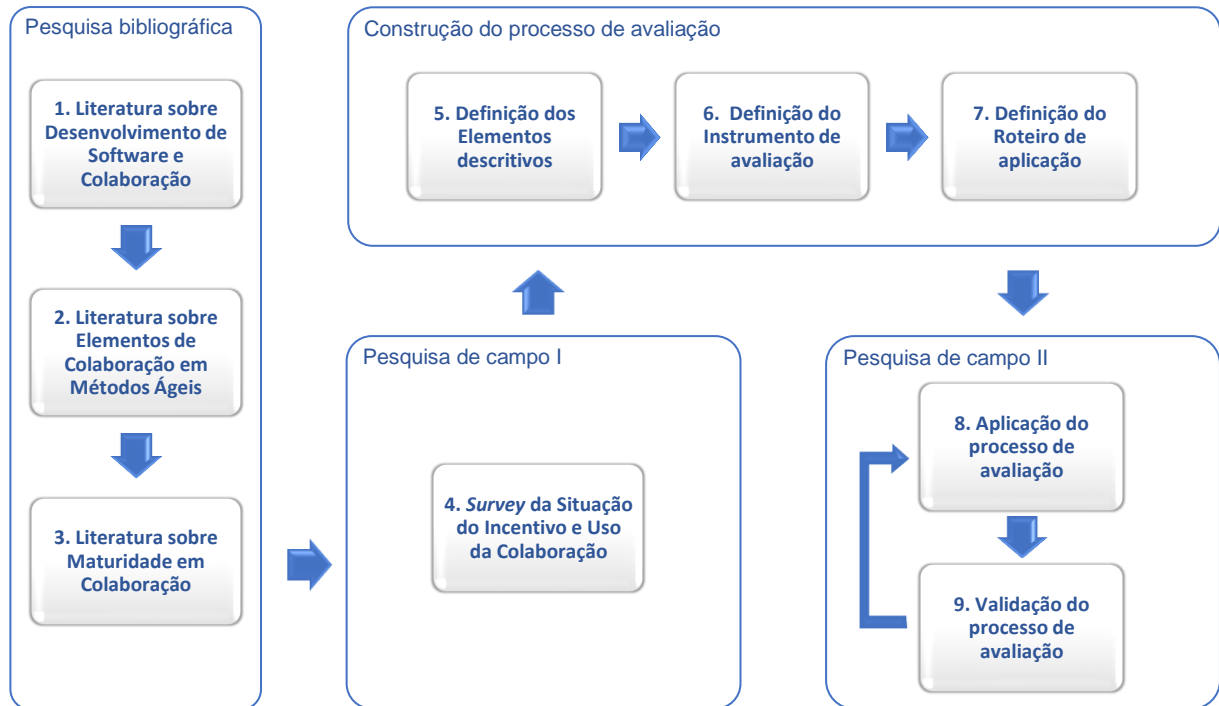 Pesquisa bibliográfica
1. Literatura sobre
Desenvolvimento de
Software e
Colaboração
2. Literatura sobre
Elementos de
Colaboração em
Métodos Ágeis
3. Literatura sobre
Maturidade em
Colaboração
Pesquisa de campo I
4. Survey da Situação
do Incentivo e Uso
da Colaboração
Construção do processo de avaliação
5. Definição dos
Elementos
descritivos
6. Definição do
Instrumento de
avaliação
7. Definição do
Roteiro de
aplicação
Pesquisa de campo II
8. Aplicação do
processo de
avaliação
9. Validação do
processo de
avaliação